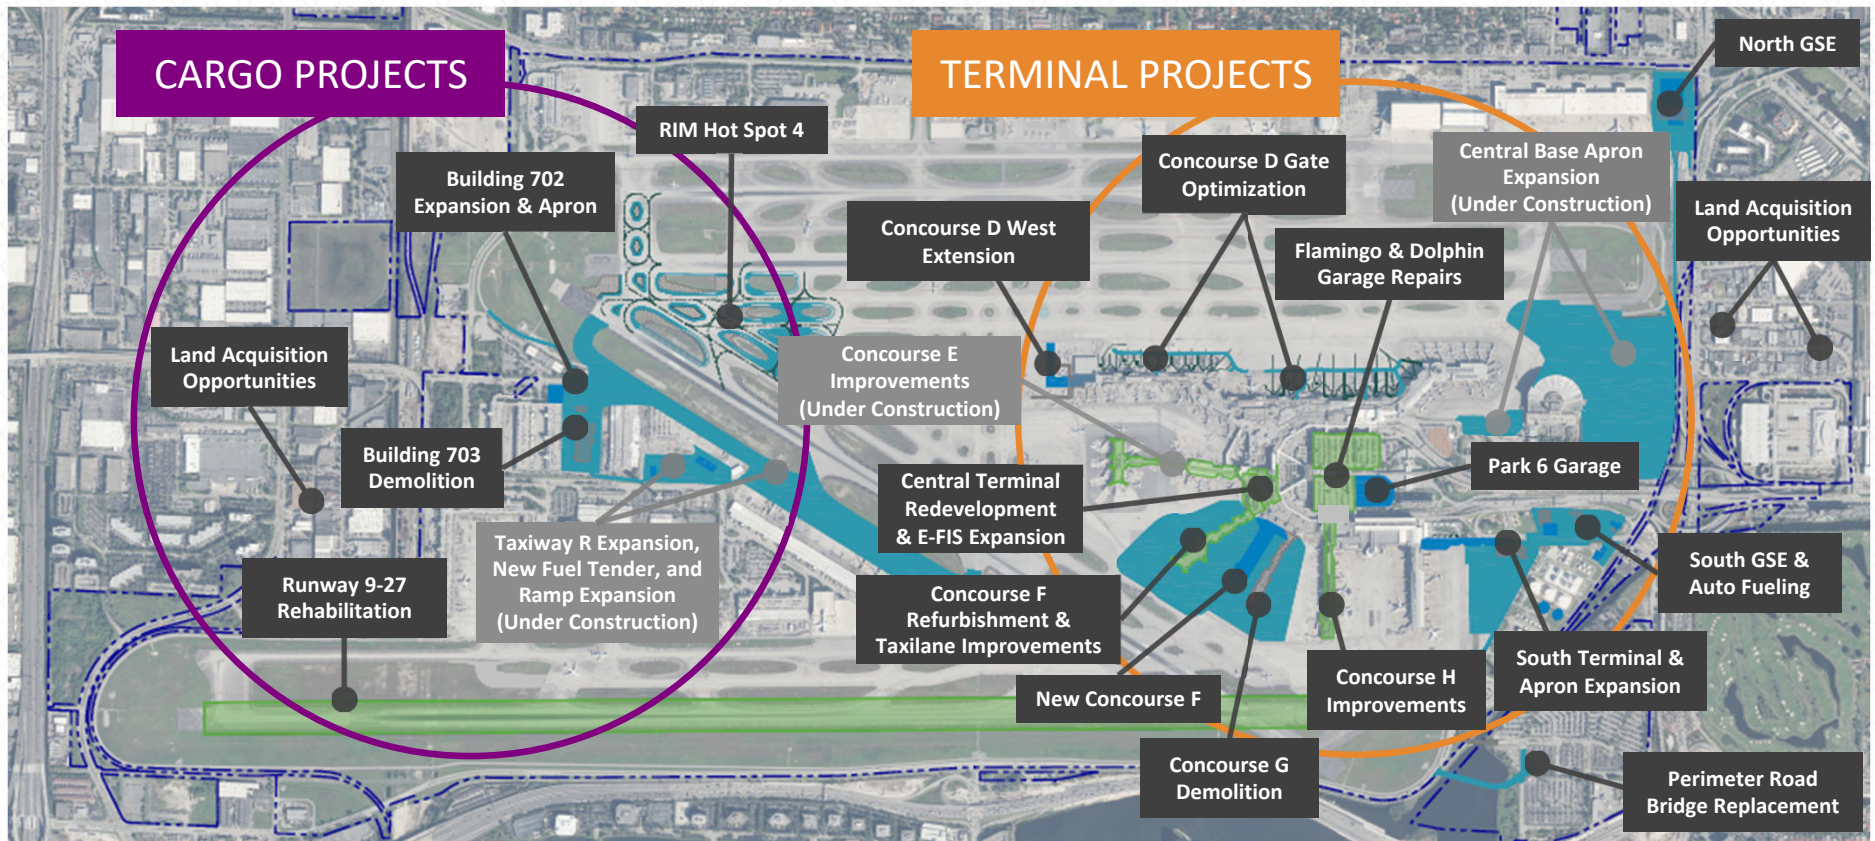 CARGO PROJECTS
TERMINAL PROJECTS
North GSE
RIM Hot Spot 4
Building 702
Expansion & Apron
Concourse D Gate
Optimization
Central Base Apron
Expansion
(Under Construction)
Land Acquisition
Opportunities
Concourse D West
Extension
Flamingo & Dolphin
Garage Repairs
Land Acquisition
Opportunities
Concourse E
Improvements
(Under Construction)
Building 703
Demolition
Park 6 Garage
Central Terminal
Redevelopment
& E-FIS Expansion
Taxiway R Expansion,
New Fuel Tender, and
Ramp Expansion
(Under Construction)
South GSE &
Auto Fueling
Runway 9-27
Rehabilitation
Concourse F
Refurbishment &
Taxilane Improvements
South Terminal &
Apron Expansion
Concourse H
Improvements
New Concourse F
Concourse G
Demolition
Perimeter Road
Bridge Replacement